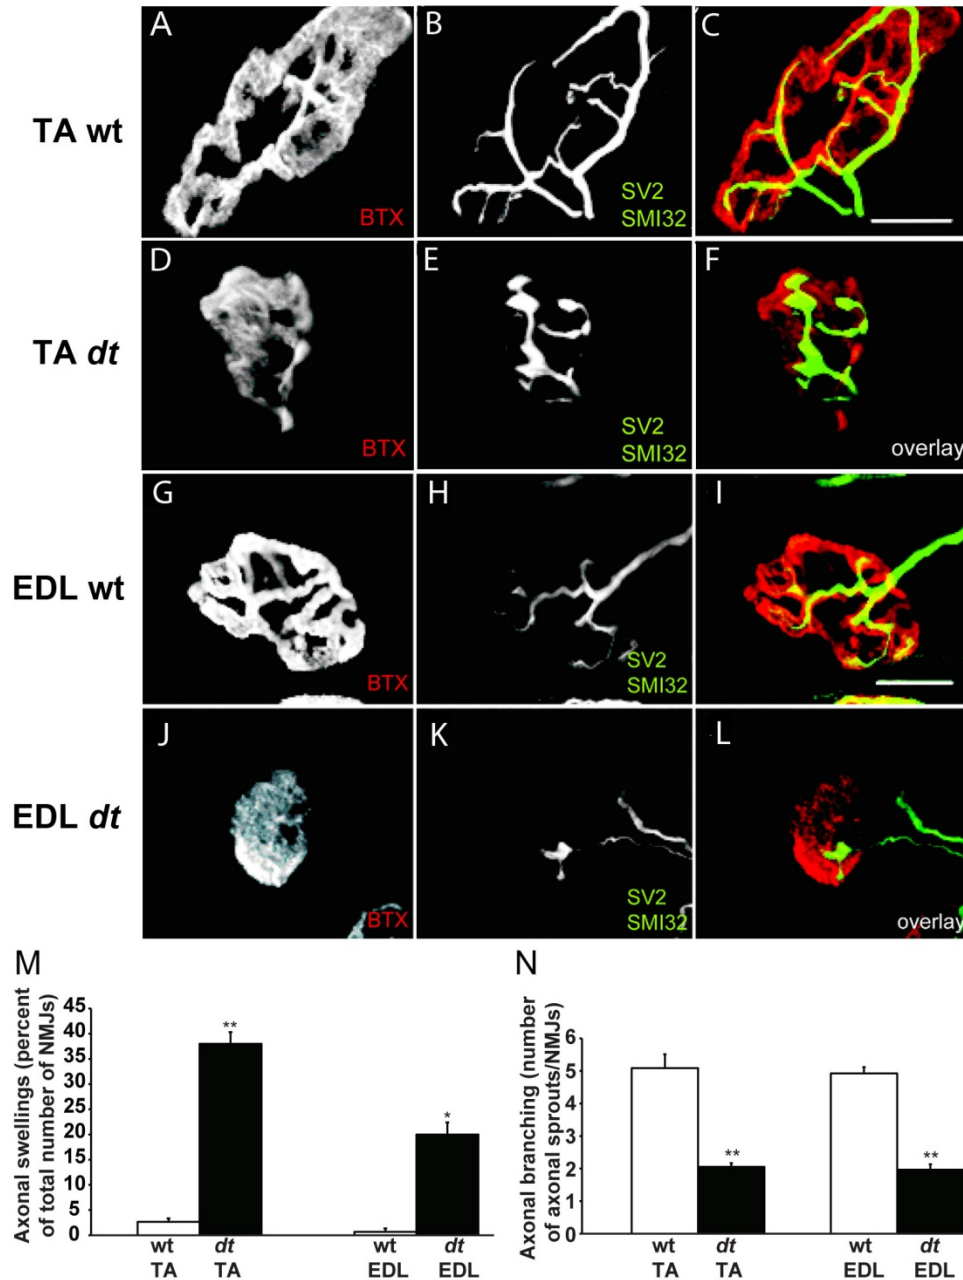 A
B
C
TA wt
BTX
SV2
SMI32
D
E
F
TA dt
BTX
SV2
SMI32
overlay
G
H
I
EDL wt
BTX
SV2
SMI32
J
K
L
EDL dt
BTX
SV2
SMI32
overlay
M
Axonal swellings (percent
of total number of NMJs)
45
40
35
30
25
20
15
10
5
0
**
*
wt dt wt dt
TA TA EDL EDL
N
Axonal branching (number
of axonal sprouts/NMJs)
6
5
4
3
2
1
0
**
**
wt dt wt dt
TA TA EDL EDL